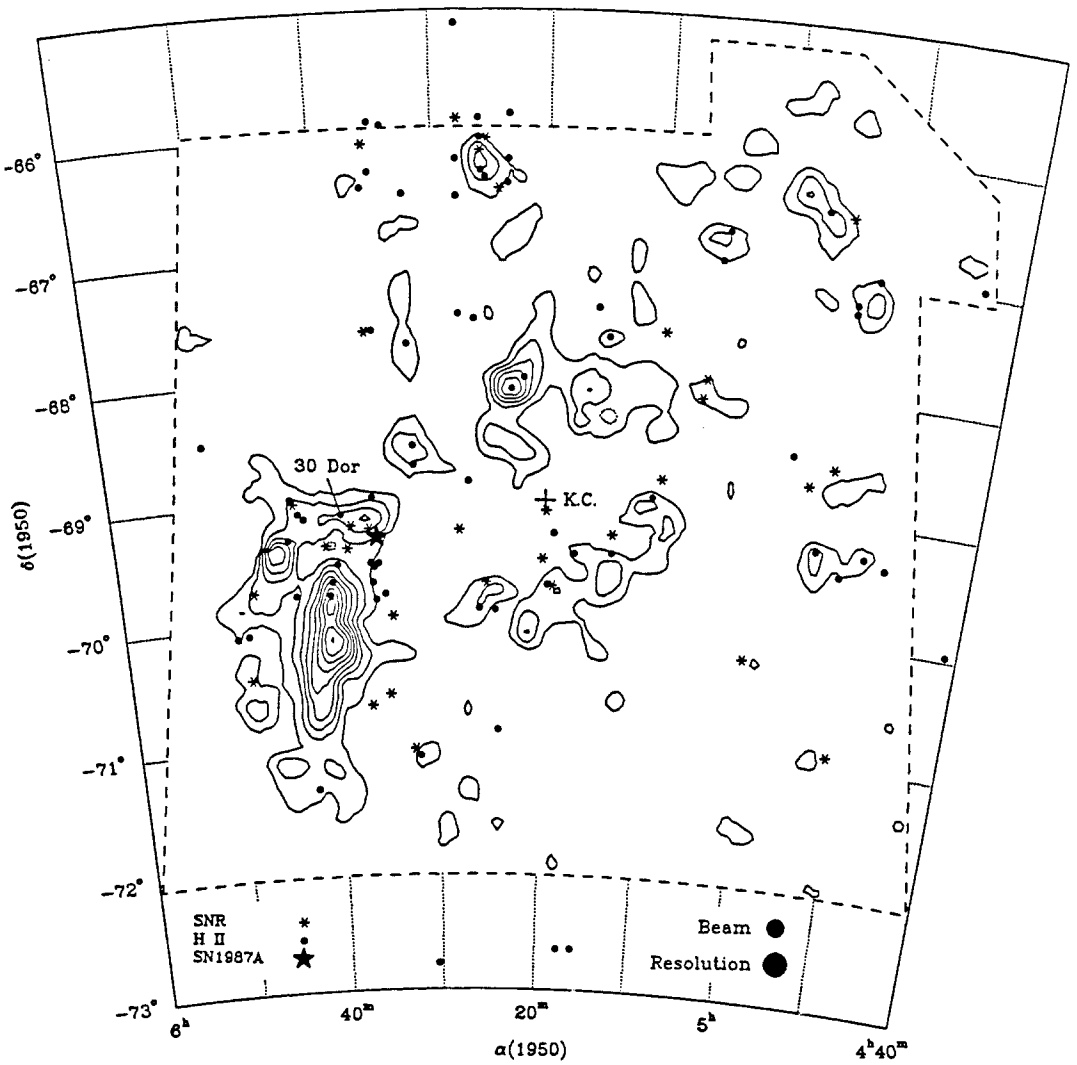 -66°
-67°
-68°
-69°
-70°
-71°
-72°
-73°
δ(1950)
30 Dor
K.C.
SNR
H II
SN1987A
Beam
Resolution
6ʰ
40ᵐ
20ᵐ
5ʰ
4ʰ40ᵐ
α(1950)